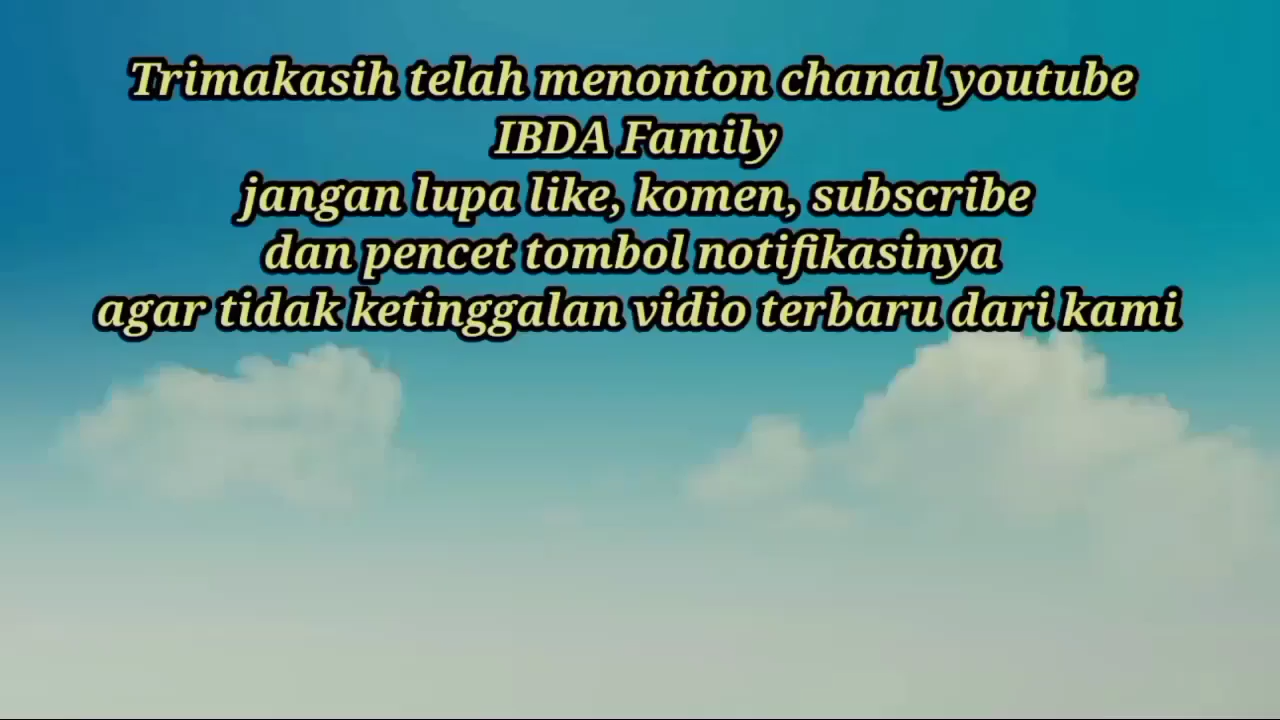 Trimakasih telah menonton chanal youtube
IBDA Family
jangan lupa like, komen, subscribe
dan pencet tombol notifikasinya
agar tidak ketinggalan vidio terbaru dari kami